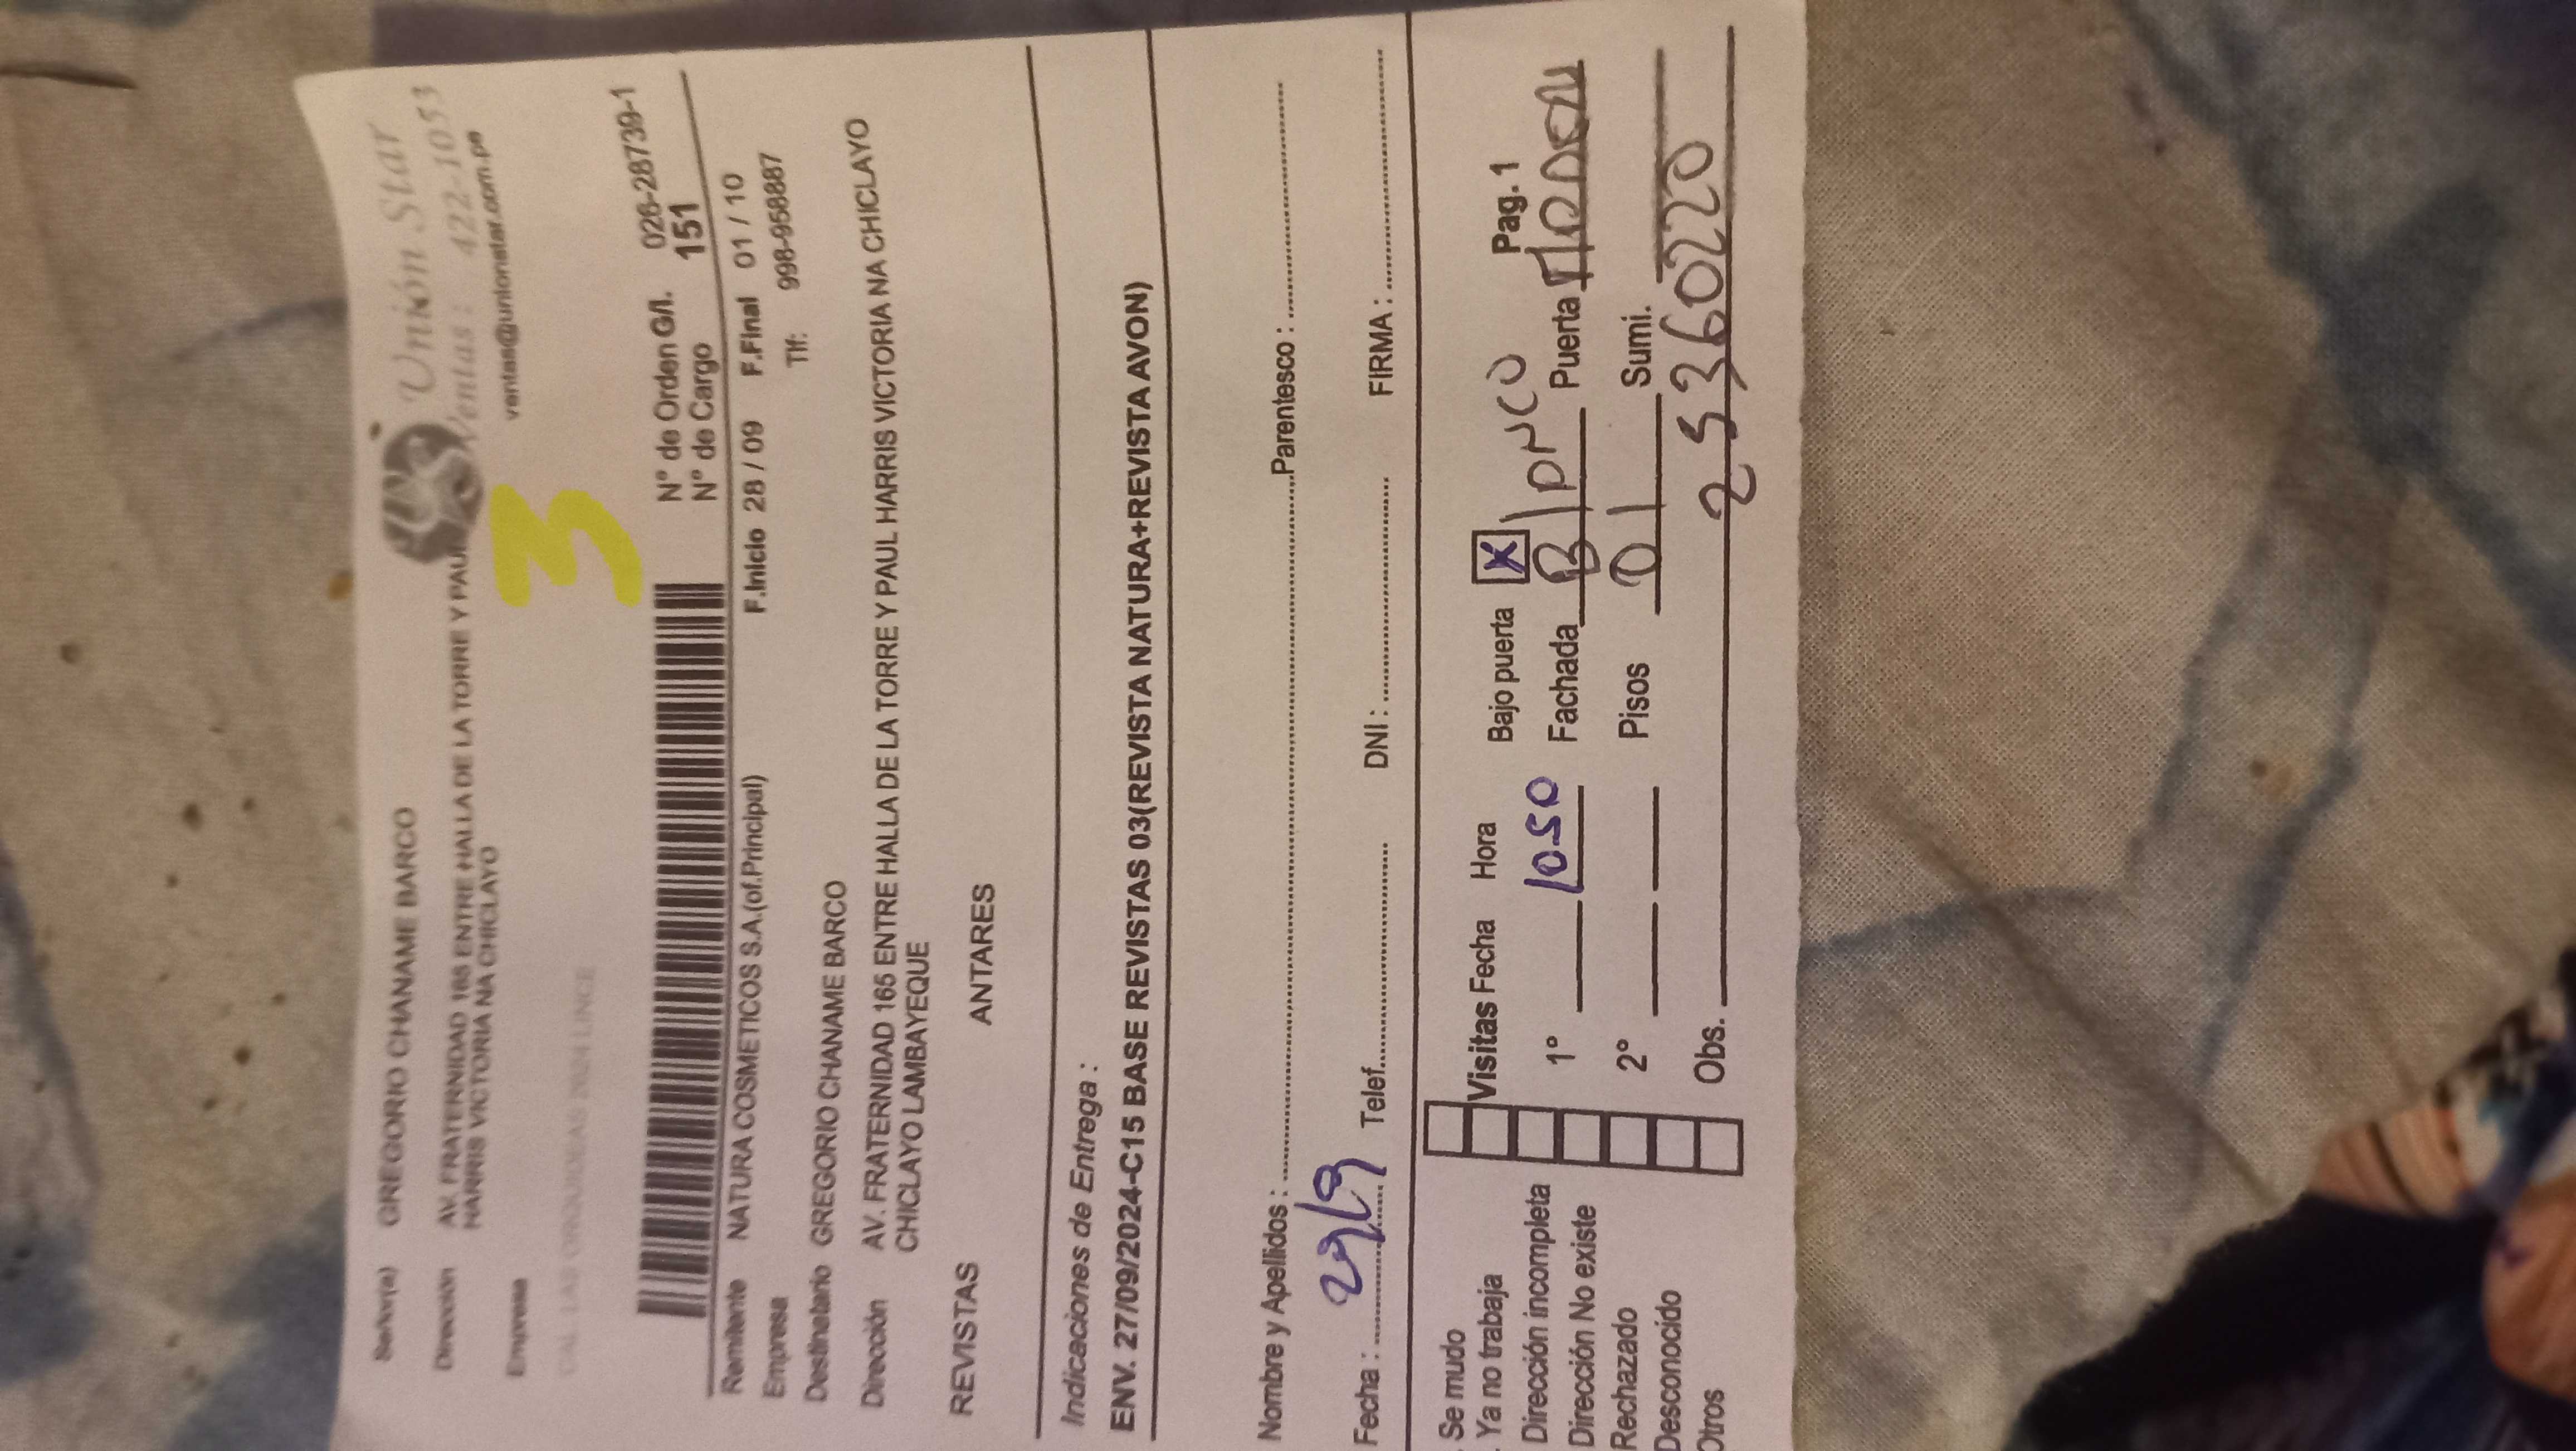 Señor(a) GREGORIO CHANAME BARCO
Unión Star
Dirección AV. FRATERNIDAD 165 ENTRE HALLA DE LA TORRE Y PAUL
Ventas : 422-1053
HARRIS VICTORIA NA CHICLAYO
ventas@unionstar.com.pe
Empresa
3
CAL. LAS ORQUIDEAS LINCE
N° de Orden G/I. 026-28739-1
N° de Cargo 151
Remitente NATURA COSMETICOS S.A.(of.Principal) F.Inicio 28 / 09 F.Final 01 / 10
Empresa Tlf: 998-958887
Destinatario GREGORIO CHANAME BARCO
Dirección AV. FRATERNIDAD 165 ENTRE HALLA DE LA TORRE Y PAUL HARRIS VICTORIA NA CHICLAYO
CHICLAYO LAMBAYEQUE
REVISTAS ANTARES
Indicaciones de Entrega :
ENV. 27/09/2024-C15 BASE REVISTAS 03(REVISTA NATURA+REVISTA AVON)
Nombre y Apellidos : Parentesco :
Fecha : Telef. DNI : FIRMA :
Se mudo
Ya no trabaja Visitas Fecha Hora Bajo puerta X Pag. 1
Dirección incompleta 1° 10:50 Fachada Puerta
Dirección No existe
Rechazado 2° Pisos 01 Sumi.
Desconocido
Otros Obs.